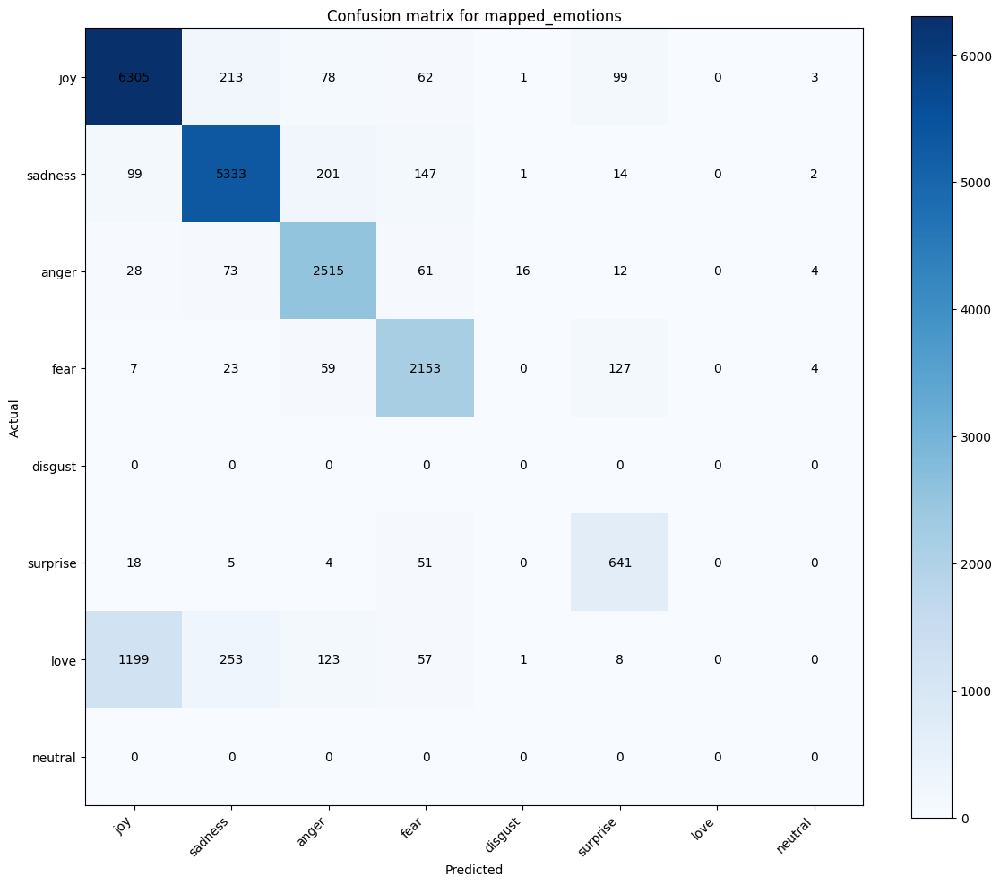 Confusion matrix for mapped_emotions
joy 6305 213 78 62 1 99 0 3
sadness 99 5333 201 147 1 14 0 2
anger 28 73 2515 61 16 12 0 4
fear 7 23 59 2153 0 127 0 4
disgust 0 0 0 0 0 0 0 0
surprise 18 5 4 51 0 641 0 0
love 1199 253 123 57 1 8 0 0
neutral 0 0 0 0 0 0 0 0
joy sadness anger fear disgust surprise love neutral
Predicted
Actual
6000
5000
4000
3000
2000
1000
0